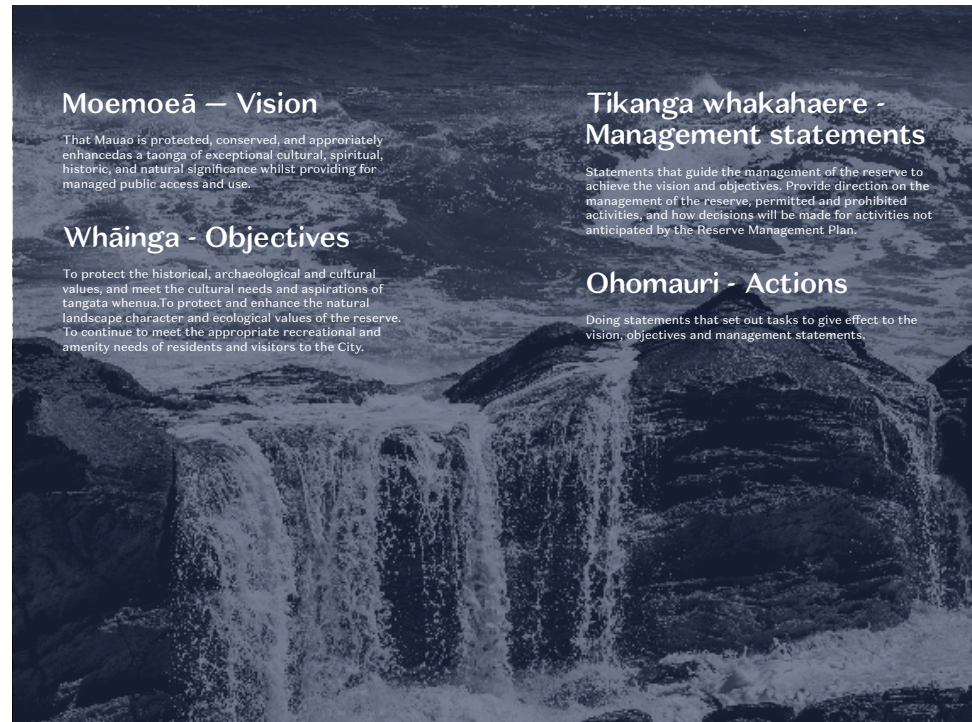 Moemoeā — Vision
That Mauao is protected, conserved, and approriately
enhancedas a taonga of exceptional cultural, spiritual,
historic, and natural significance whilst providing for
managed public access and use.
Whāinga - Objectives
To protect the historical, archaeological and cultural
values, and meet the cultural needs and aspirations of
tangata whenua.To protect and enhance the natural
landscape character and ecological values of the reserve.
To continue to meet the appropriate recreational and
amenity needs of residents and visitors to the City.
Tikanga whakahaere -
Management statements
Statements that guide the management of the reserve to
achieve the vision and objectives. Provide direction on the
management of the reserve, permitted and prohibited
activities, and how decisions will be made for activities not
anticipated by the Reserve Management Plan.
Ohomauri - Actions
Doing statements that set out tasks to give effect to the
vision, objectives and management statements.